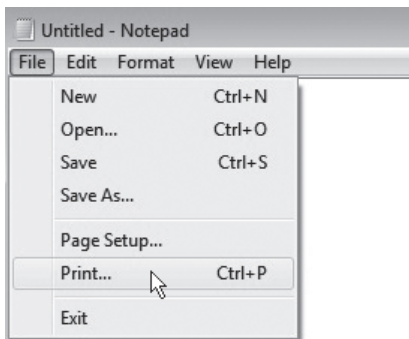 Untitled - Notepad
File Edit Format View Help
New Ctrl+N
Open... Ctrl+O
Save Ctrl+S
Save As...
Page Setup...
Print... Ctrl+P
Exit